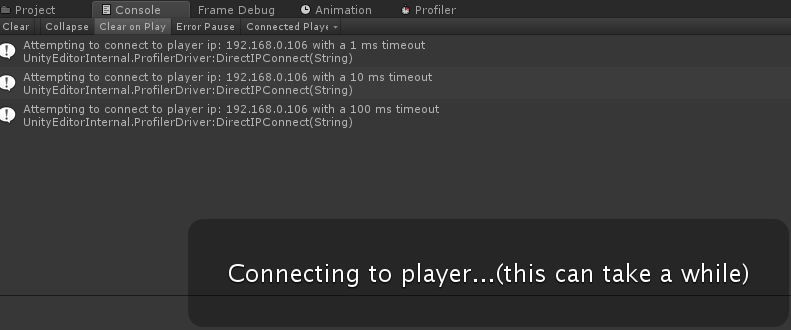 Project Console Frame Debug Animation Profiler
Clear Collapse Clear on Play Error Pause Connected Playe
Attempting to connect to player ip: 192.168.0.106 with a 1 ms timeout
UnityEditorInternal.ProfilerDriver:DirectIPConnect(String)
Attempting to connect to player ip: 192.168.0.106 with a 10 ms timeout
UnityEditorInternal.ProfilerDriver:DirectIPConnect(String)
Attempting to connect to player ip: 192.168.0.106 with a 100 ms timeout
UnityEditorInternal.ProfilerDriver:DirectIPConnect(String)
Connecting to player...(this can take a while)